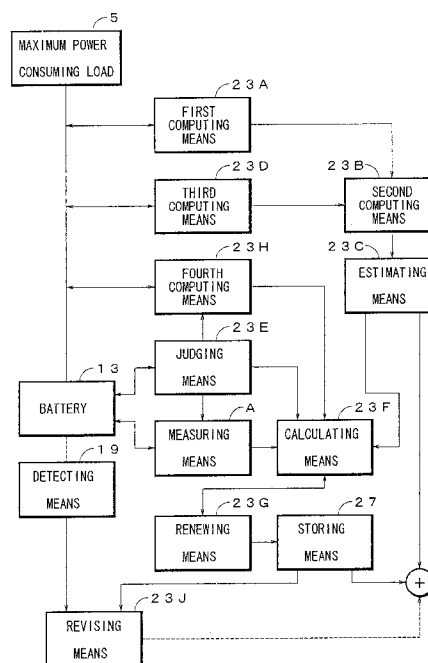 5
MAXIMUM POWER
CONSUMING LOAD
23A
FIRST
COMPUTING
MEANS
23D
THIRD
COMPUTING
MEANS
23B
SECOND
COMPUTING
MEANS
23H
FOURTH
COMPUTING
MEANS
23C
ESTIMATING
MEANS
23E
JUDGING
MEANS
13
BATTERY
A
MEASURING
MEANS
23F
CALCULATING
MEANS
19
DETECTING
MEANS
23G
RENEWING
MEANS
27
STORING
MEANS
23J
REVISING
MEANS
+